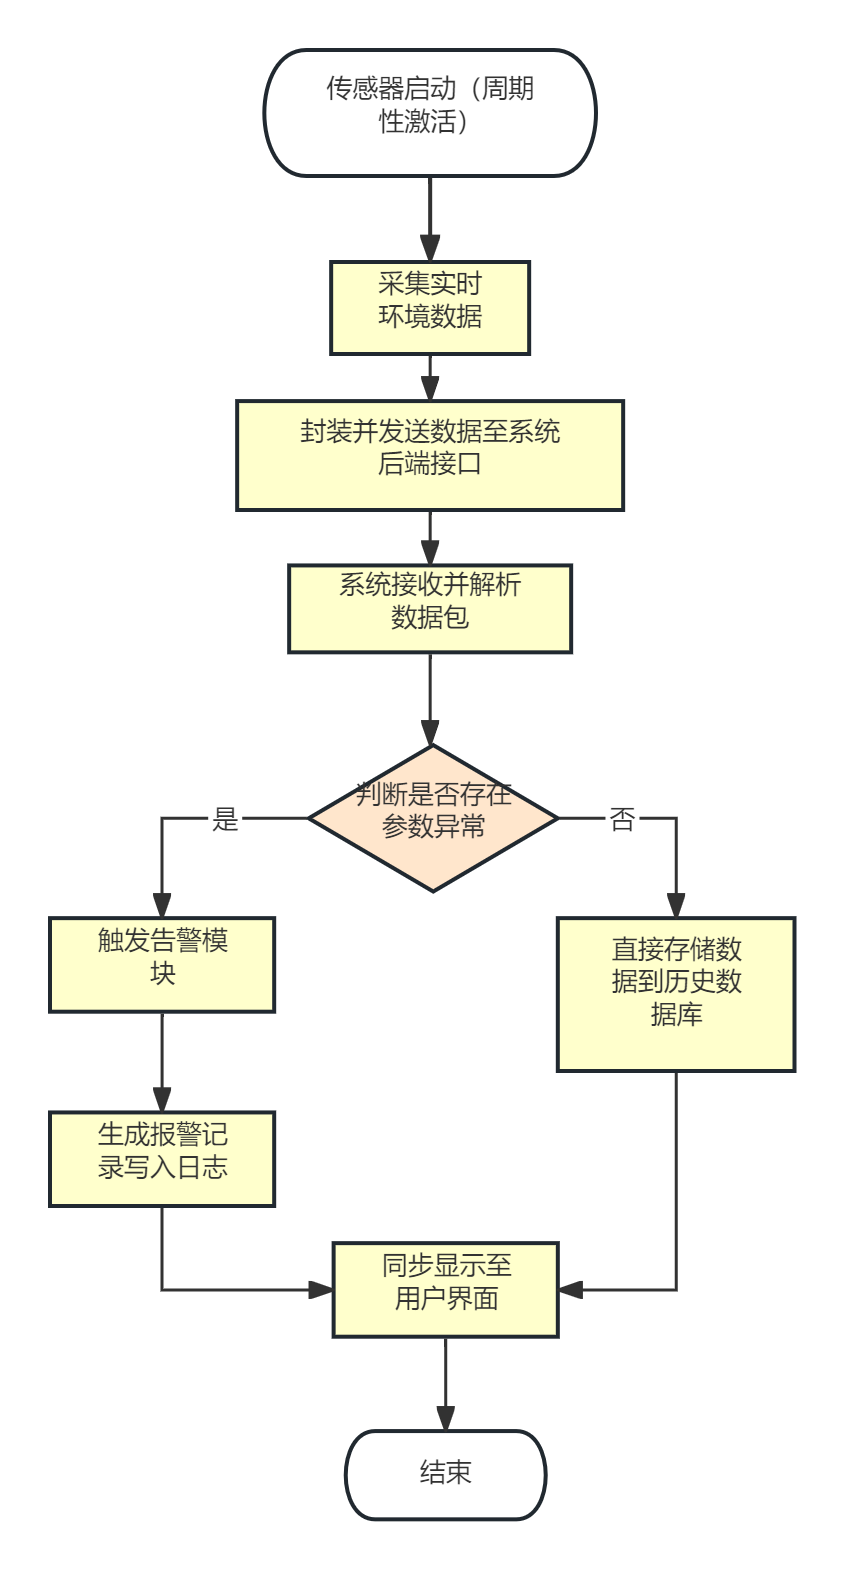 传感器启动（周期
性激活）
采集实时
环境数据
封装并发送数据至系统
后端接口
系统接收并解析
数据包
判断是否存在
参数异常
是
否
触发告警模
块
直接存储数
据到历史数
据库
生成报警记
录写入日志
同步显示至
用户界面
结束